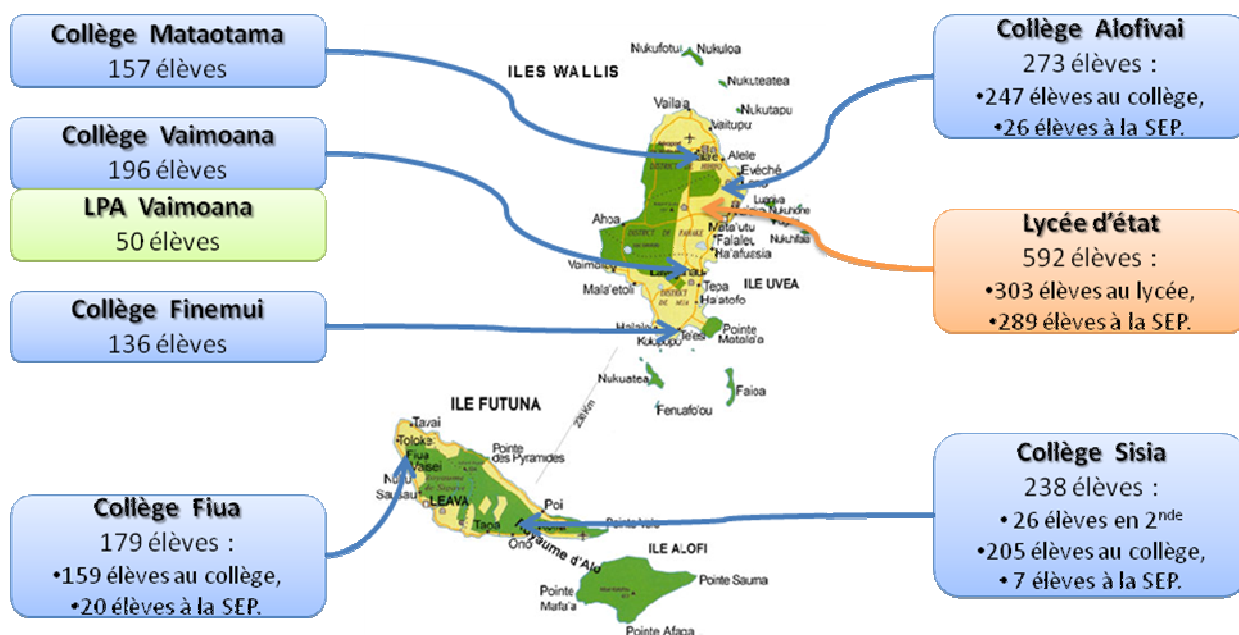 Collège Mataotama
157 élèves
Collège Vaimoana
196 élèves
LPA Vaimoana
50 élèves
Collège Finemui
136 élèves
Collège Fiua
179 élèves :
•159 élèves au collège,
•20 élèves à la SEP.
Collège Alofivai
273 élèves :
•247 élèves au collège,
•26 élèves à la SEP.
Lycée d'état
592 élèves :
•303 élèves au lycée,
•289 élèves à la SEP.
Collège Sisia
238 élèves :
• 26 élèves en 2nde
•205 élèves au collège,
• 7 élèves à la SEP.
ILES WALLIS
Nukufotu
Nukuloa
Nukuteatea
Nukutapu
Vailala
Vaitupu
Alele
Evéché
Ahoa
Mata'utu
Falaleu
Ha'afuasia
ILE UVEA
Mala'etoli
Tepa
Ha'atofo
DISTRICT
Pointe
Matala'a
Nukuatea
Faioa
Fenuafo'ou
230 Km
ILE FUTUNA
Tavai
Toloke
Fiua
Vaisei
Pointe
des Pyramides
LEAVA
Poi
Taoa
Ono
ILE ALOFI
Pointe Sauma
Pointe
Mafa'a
Pointe Afaga